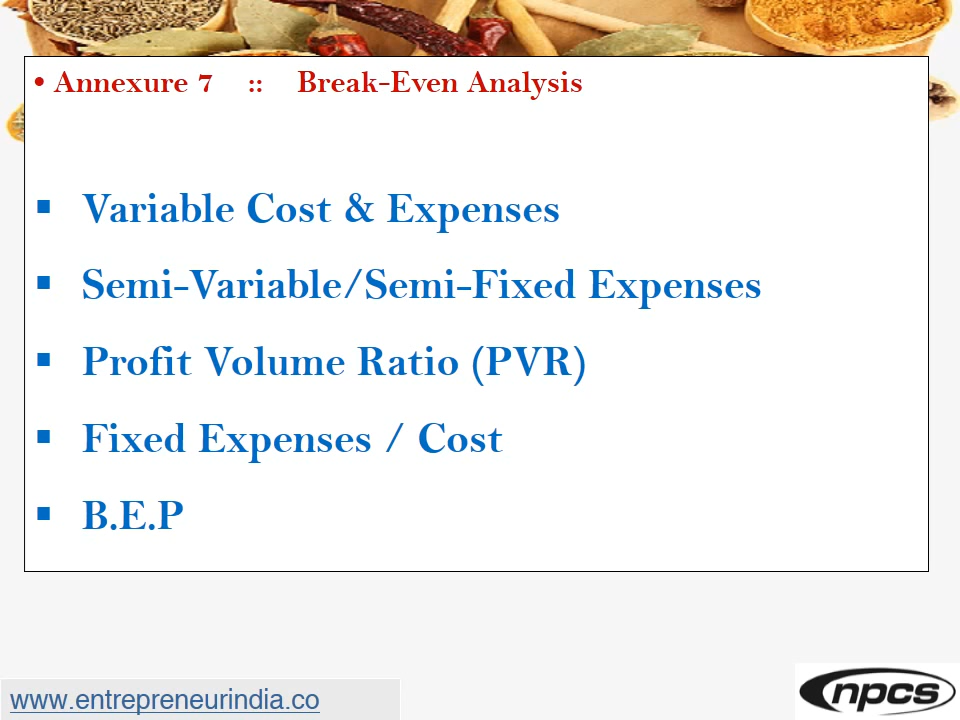 • Annexure 7 :: Break-Even Analysis
▪ Variable Cost & Expenses
▪ Semi-Variable/Semi-Fixed Expenses
▪ Profit Volume Ratio (PVR)
▪ Fixed Expenses / Cost
▪ B.E.P
www.entrepreneurindia.co
npcs